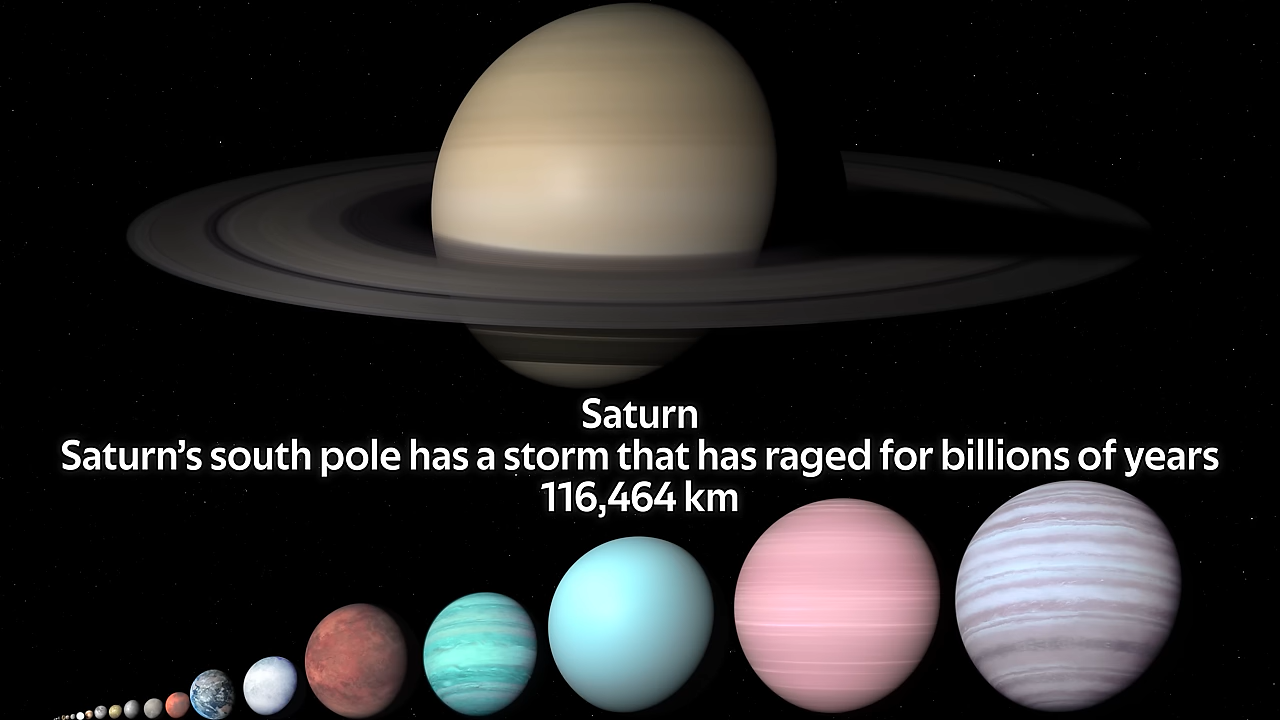 Saturn
Saturn’s south pole has a storm that has raged for billions of years
116,464 km